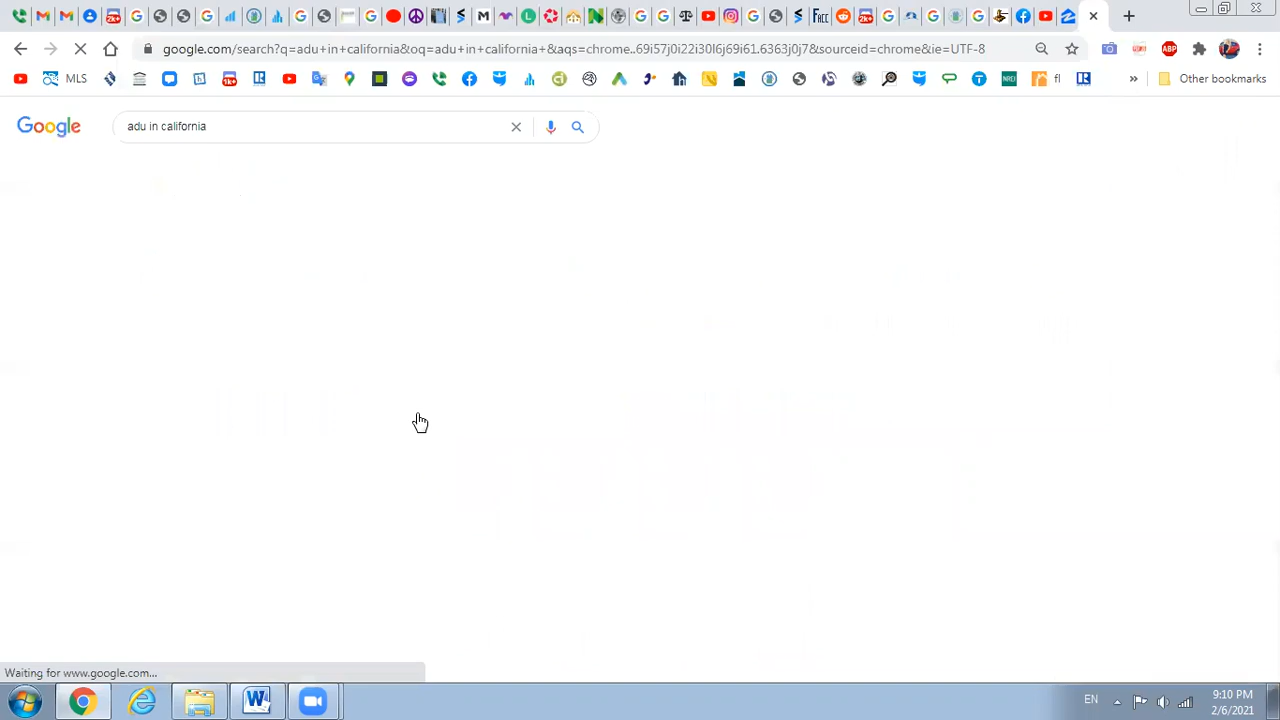 google.com/search?q=adu+in+california&oq=adu+in+california+&aqs=chrome..69i57j0i22i30l6j69i61.6363j0j7&sourceid=chrome&ie=UTF-8
MLS
fl
Other bookmarks
Google
adu in california
Waiting for www.google.com...
EN
9:10 PM
2/6/2021